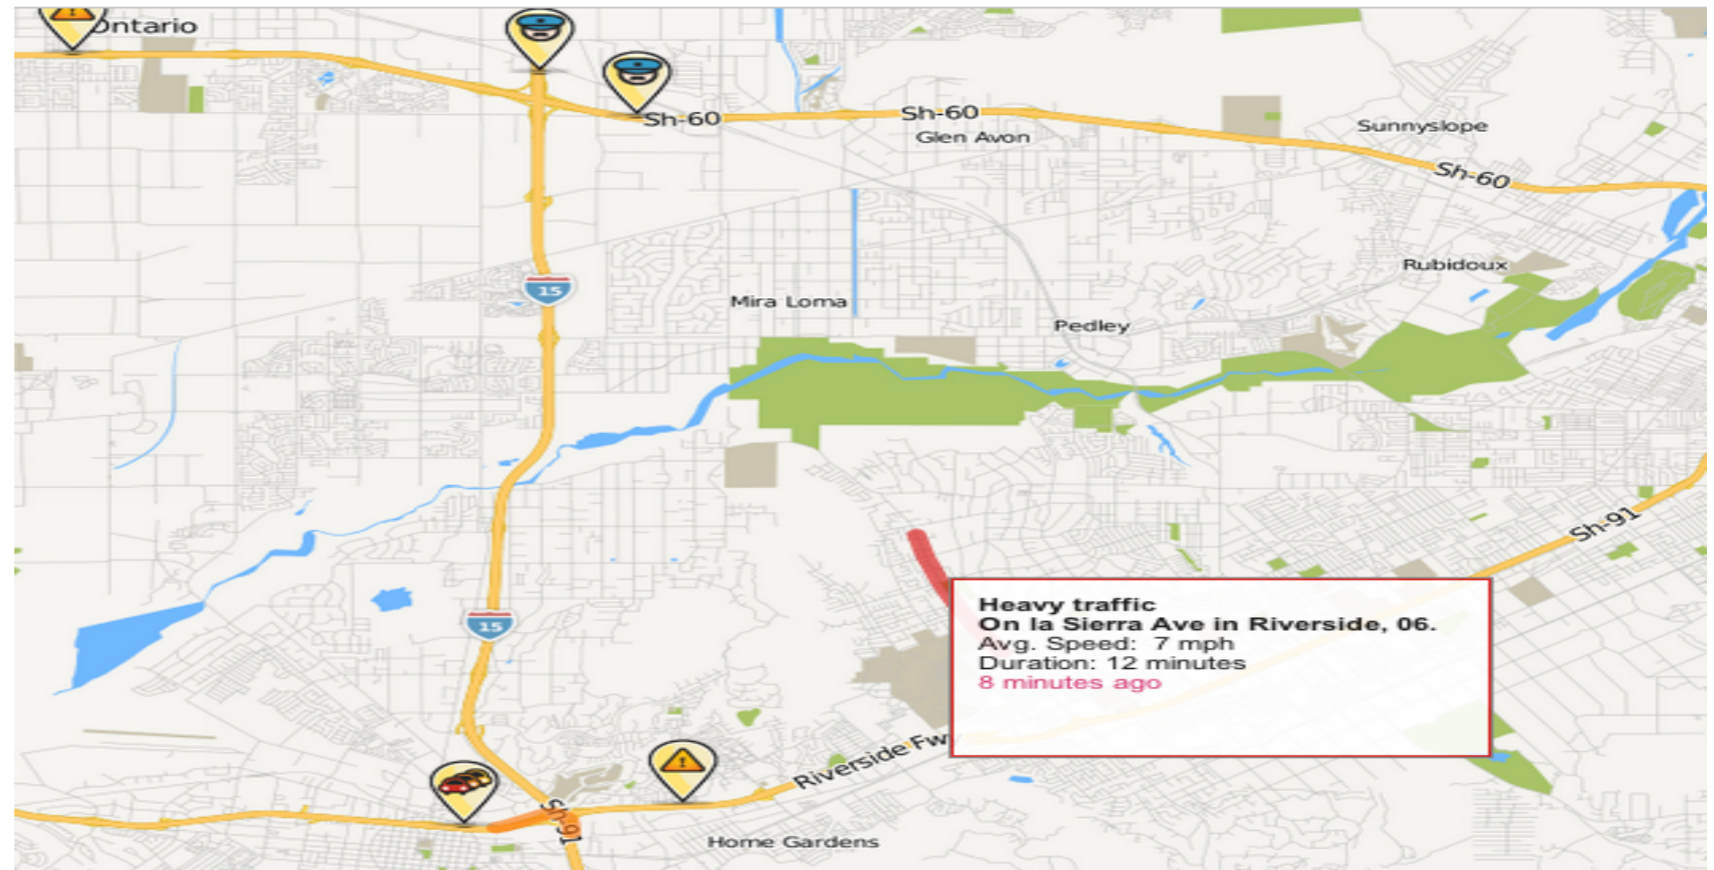 Ontario
Sh-60
Sh-60
Glen Avon
Sunnyslope
Sh-60
Rubidoux
15
Mira Loma
Pedley
Sh-91
15
Heavy traffic
On la Sierra Ave in Riverside, 06.
Avg. Speed: 7 mph
Duration: 12 minutes
8 minutes ago
Riverside Fw
Sh-91
Home Gardens